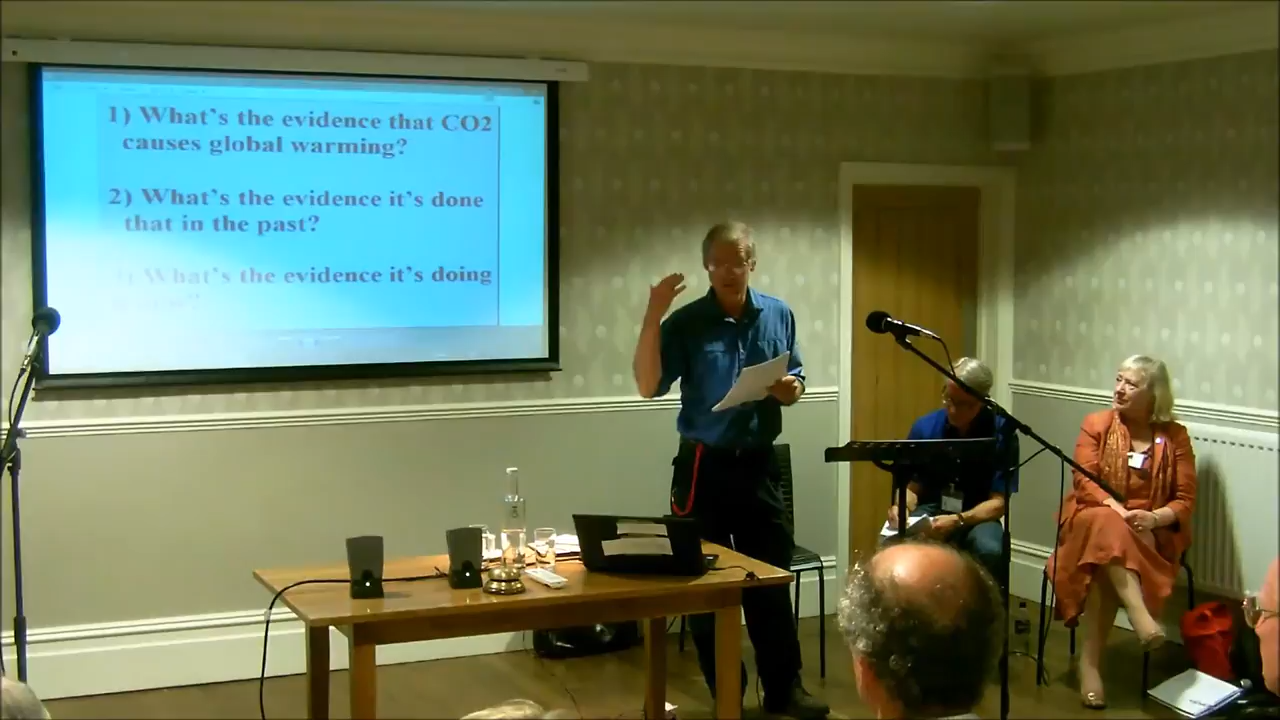 1) What's the evidence that CO2
causes global warming?
2) What's the evidence it's done
that in the past?
What's the evidence it's doing